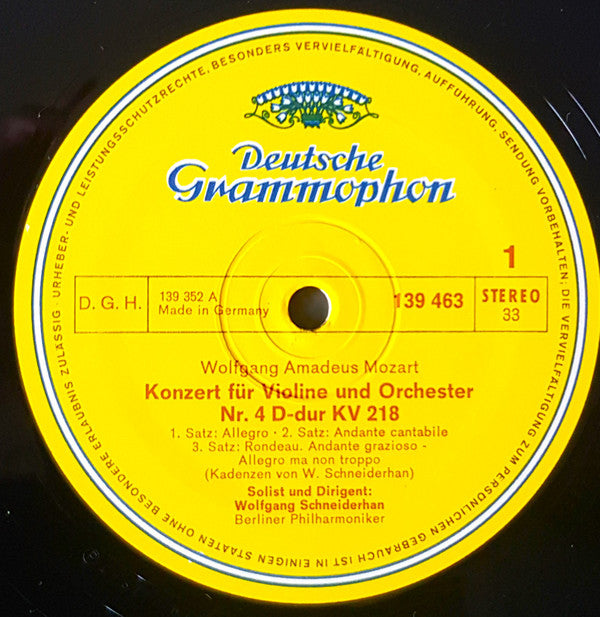 URHEBER- UND LEISTUNGSSCHUTZRECHTE, BESONDERS VERVIELFÄLTIGUNG, AUFFÜHRUNG, SENDUNG VORBEHALTEN; DIE VERVIELFÄLTIGUNG ZUM PERSÖNLICHEN GEBRAUCH IST IN EINIGEN STAATEN OHNE BESONDERE ERLAUBNIS ZULÄSSIG ·
Deutsche
Grammophon
1
D. G. H.
139 352 A
Made in Germany
139 463
STEREO
33
Wolfgang Amadeus Mozart
Konzert für Violine und Orchester
Nr. 4 D-dur KV 218
1. Satz: Allegro · 2. Satz: Andante cantabile
3. Satz: Rondeau. Andante grazioso -
Allegro ma non troppo
(Kadenzen von W. Schneiderhan)
Solist und Dirigent:
Wolfgang Schneiderhan
Berliner Philharmoniker